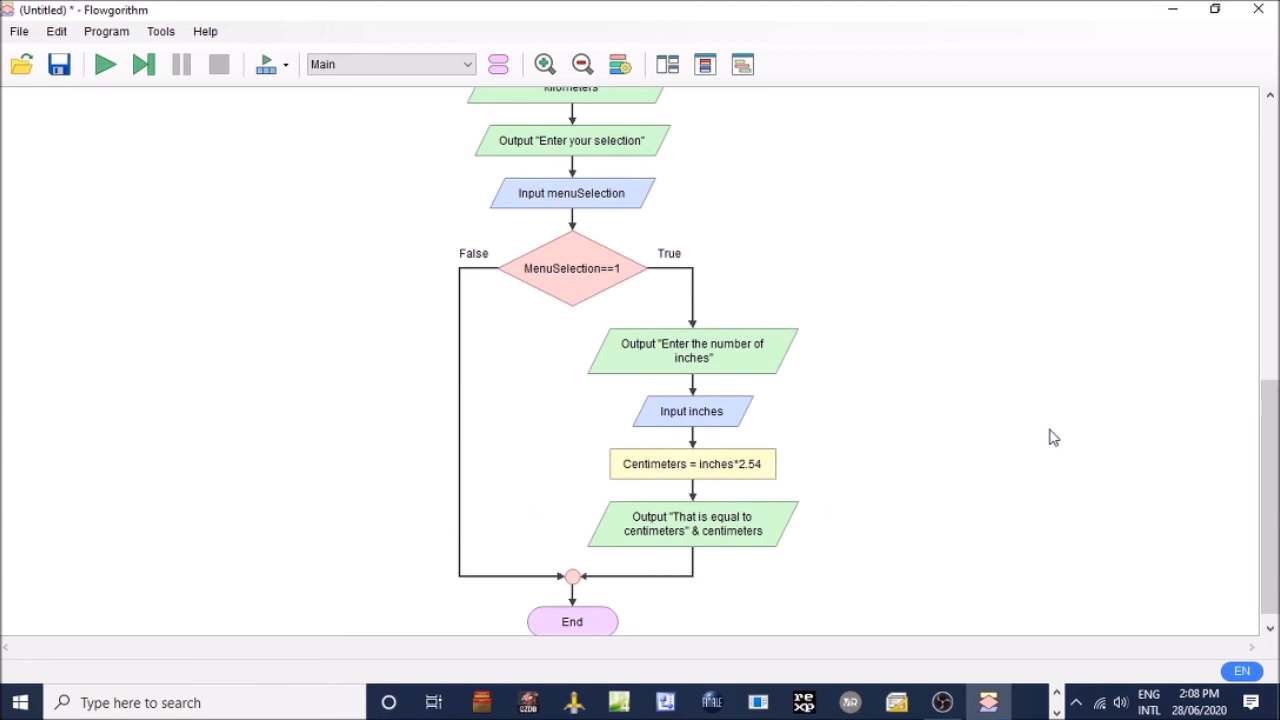 (Untitled) * - Flowgorithm
File Edit Program Tools Help
Main
kilometers"
Output "Enter your selection"
Input menuSelection
False True
MenuSelection==1
Output "Enter the number of
inches"
Input inches
Centimeters = inches*2.54
Output "That is equal to
centimeters" & centimeters
End
EN
Type here to search
GZDB
rexp
ENG
INTL
2:08 PM
28/06/2020